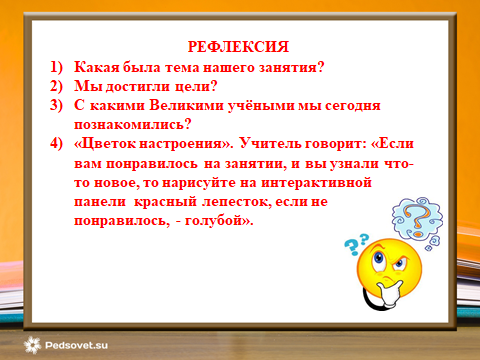 РЕФЛЕКСИЯ
1) Какая была тема нашего занятия?
2) Мы достигли цели?
3) С какими Великими учёными мы сегодня
познакомились?
4) «Цветок настроения». Учитель говорит: «Если
вам понравилось на занятии, и вы узнали что-
то новое, то нарисуйте на интерактивной
панели красный лепесток, если не
понравилось, - голубой».
Pedsovet.su